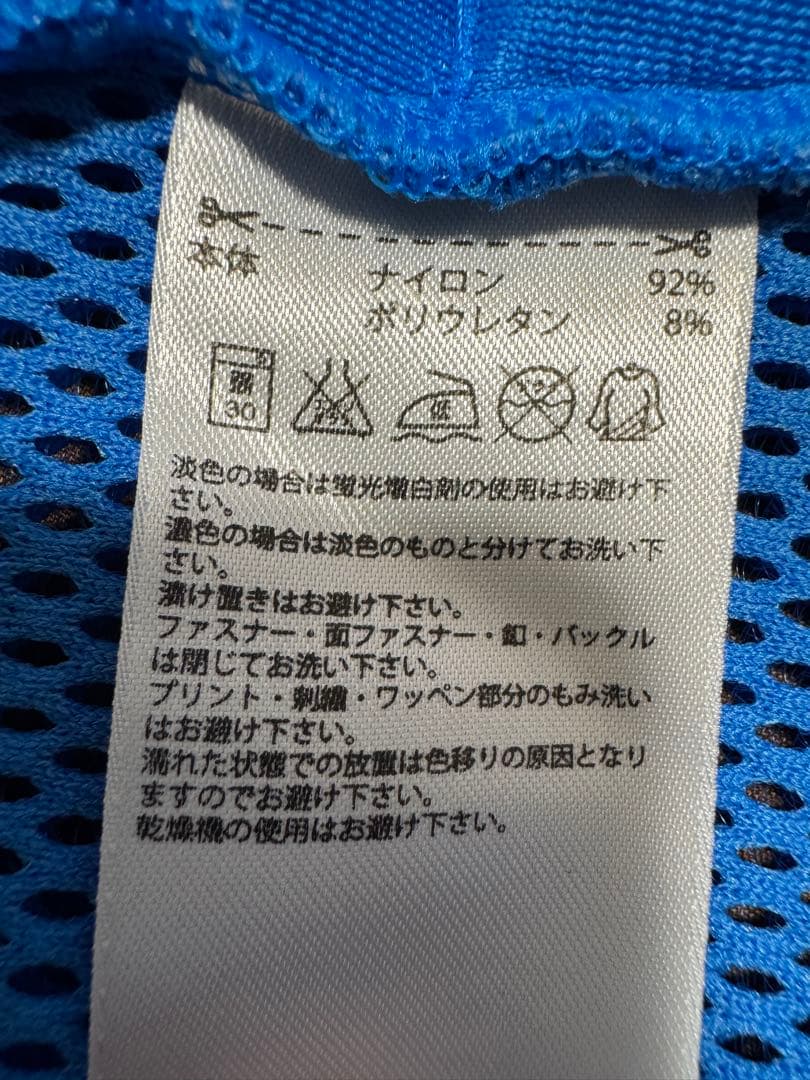 本体 ナイロン 92%
ポリウレタン 8%
弱 30 低
淡色の場合は蛍光増白剤の使用はお避け下
さい。
濃色の場合は淡色のものと分けてお洗い下
さい。
漬け置きはお避け下さい。
ファスナー・面ファスナー・釦・バックル
は閉じてお洗い下さい。
プリント・刺繍・ワッペン部分のもみ洗い
はお避け下さい。
濡れた状態での放置は色移りの原因となり
ますのでお避け下さい。
乾燥機の使用はお避け下さい。